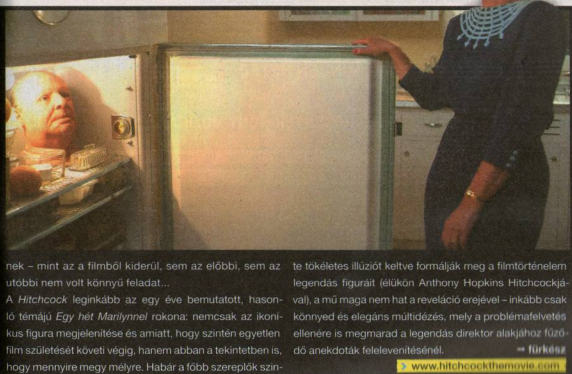 nek – mint az a filmből kiderül, sem az előbbi, sem az
utóbbi nem volt könnyű feladat...
A Hitchcock leginkább az egy éve bemutatott, hason-
ló témájú Egy hét Marilynnel rokona: nemcsak az ikoni-
kus figura megjelenítése és amiatt, hogy szintén egyetlen
film születését követi végig, hanem abban a tekintetben is,
hogy mennyire megy mélyre. Habár a főbb szereplők szin-
te tökéletes illúziót keltve formálják meg a filmtörténelem
legendás figuráit (élükön Anthony Hopkins Hitchcockjá-
val), a mű maga nem hat a reveláció erejével – inkább csak
könnyed és elegáns múltidézés, mely a problémafelvetés
ellenére is megmarad a legendás direktor alakjához fűző-
dő anekdoták felelevenítésénél.
⇒ fürkész
> www.hitchcockthemovie.com